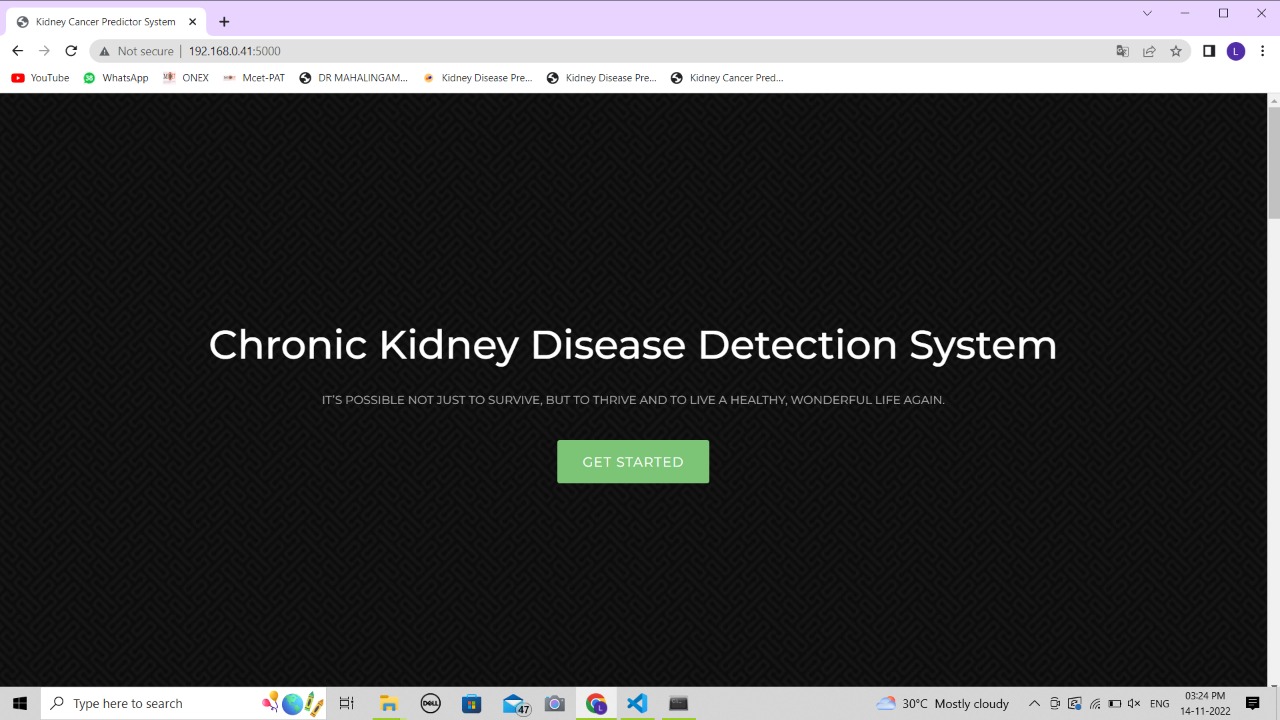 Kidney Cancer Predictor System
Not secure
192.168.0.41:5000
L
YouTube
38
WhatsApp
ONEX
Mcet-PAT
DR MAHALINGAM...
Kidney Disease Pre...
Kidney Disease Pre...
Kidney Cancer Pred...
Chronic Kidney Disease Detection System
IT'S POSSIBLE NOT JUST TO SURVIVE, BUT TO THRIVE AND TO LIVE A HEALTHY, WONDERFUL LIFE AGAIN.
GET STARTED
Type here to search
DELL
47
L
30°C Mostly cloudy
ENG
03:24 PM
14-11-2022